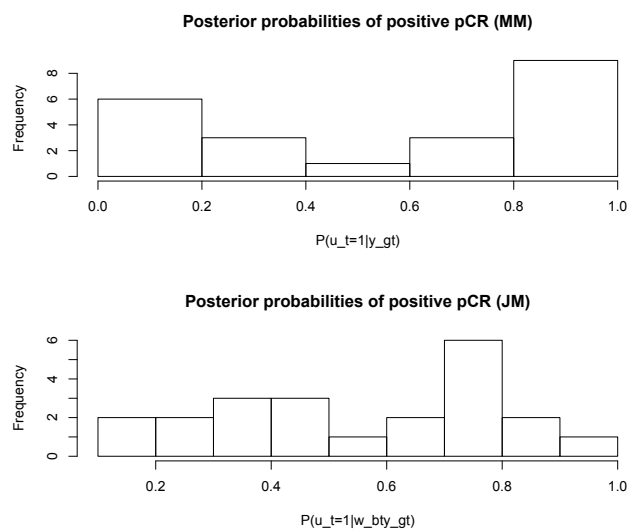 Posterior probabilities of positive pCR (MM)
Frequency
8
6
4
2
0
0.0 0.2 0.4 0.6 0.8 1.0
P(u_t=1|y_gt)
Posterior probabilities of positive pCR (JM)
Frequency
6
4
2
0
0.2 0.4 0.6 0.8 1.0
P(u_t=1|w_bty_gt)